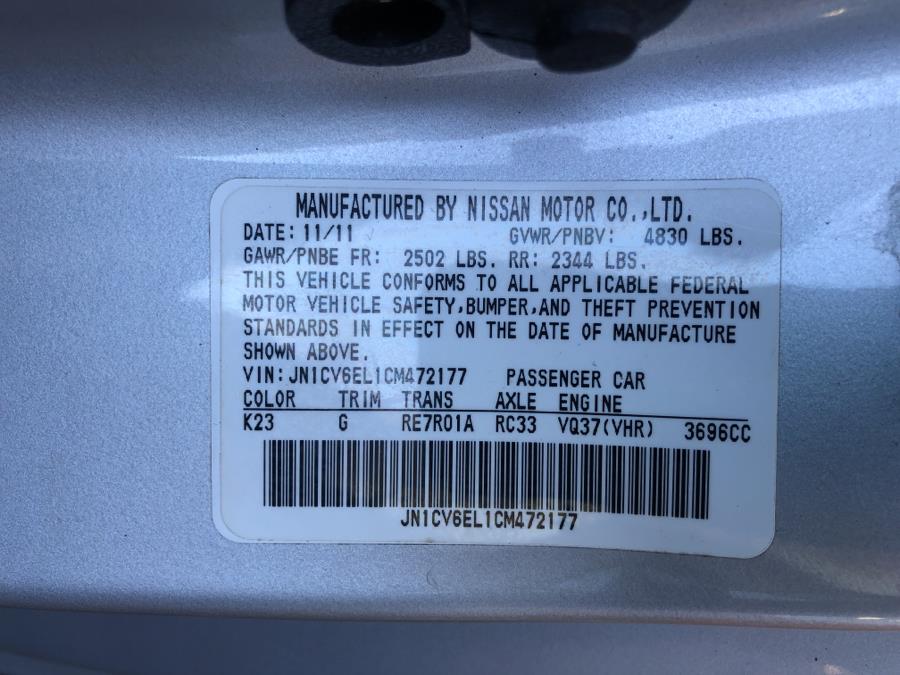 MANUFACTURED BY NISSAN MOTOR CO.,LTD.
DATE: 11/11 GVWR/PNBV: 4830 LBS.
GAWR/PNBE FR: 2502 LBS. RR: 2344 LBS.
THIS VEHICLE CONFORMS TO ALL APPLICABLE FEDERAL
MOTOR VEHICLE SAFETY,BUMPER,AND THEFT PREVENTION
STANDARDS IN EFFECT ON THE DATE OF MANUFACTURE
SHOWN ABOVE.
VIN:JN1CV6EL1CM472177 PASSENGER CAR
COLOR TRIM TRANS AXLE ENGINE
K23 G RE7R01A RC33 VQ37(VHR) 3696CC
JN1CV6EL1CM472177